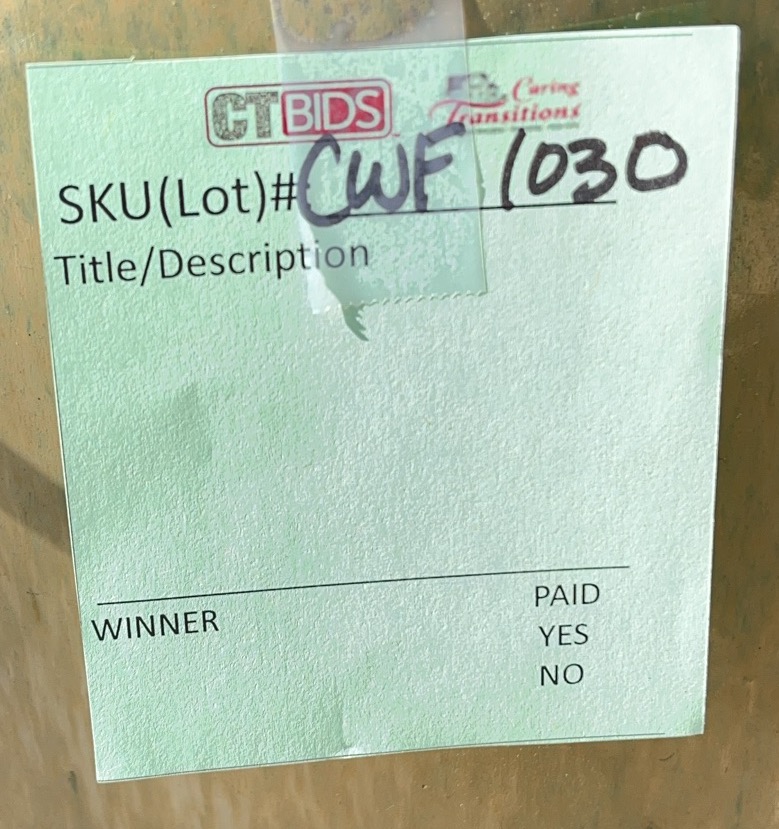 CTBIDS
Caring
Transitions
SKU(Lot)# CWF 1030
Title/Description
WINNER
PAID
YES
NO